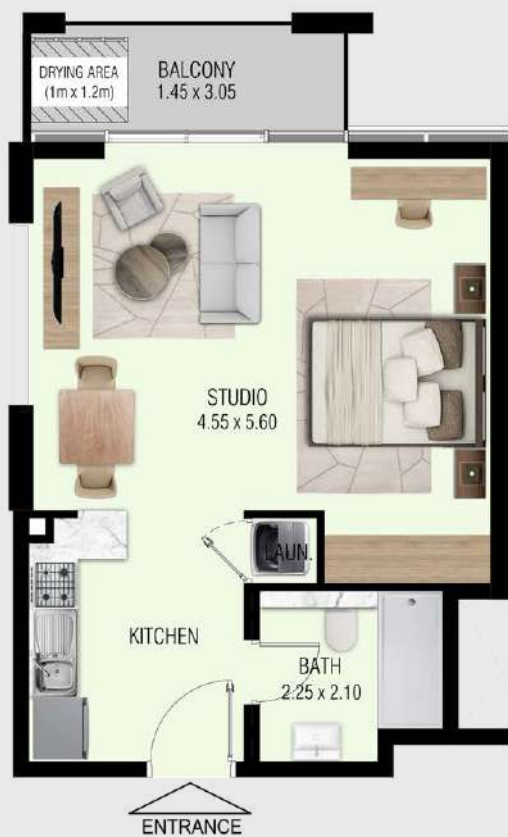 DRYING AREA
(1m x 1.2m)
BALCONY
1.45 x 3.05
STUDIO
4.55 x 5.60
LAUN.
KITCHEN
BATH
2.25 x 2.10
ENTRANCE